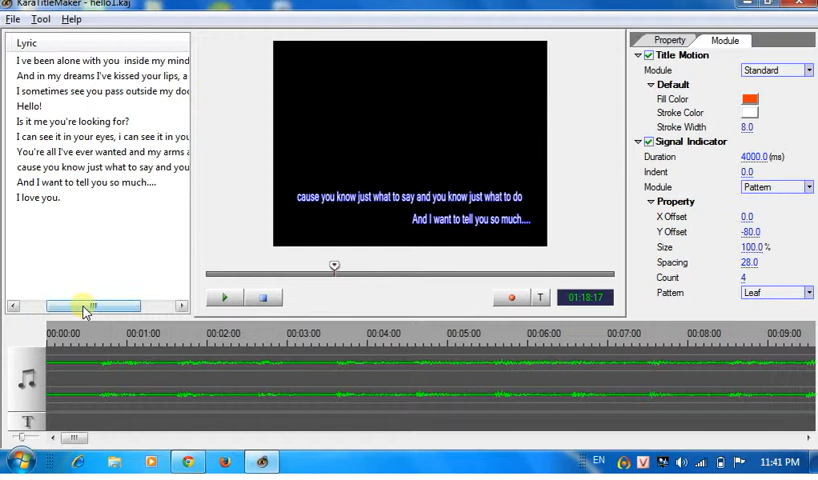 KaraTitleMaker - hello1.kaj
File Tool Help
Lyric
I've been alone with you inside my mind
And in my dreams I've kissed your lips, a
I sometimes see you pass outside my doo
Hello!
Is it me you're looking for?
I can see it in your eyes, i can see it in you
You're all I've ever wanted and my arms a
cause you know just what to say and you
And I want to tell you so much....
I love you.
cause you know just what to say and you know just what to do
And I want to tell you so much....
T
01:18:17
Property Module
Title Motion
Module Standard
Default
Fill Color
Stroke Color
Stroke Width 8.0
Signal Indicator
Duration 4000.0 (ms)
Indent 0.0
Module Pattern
Property
X Offset 0.0
Y Offset -80.0
Size 100.0 %
Spacing 28.0
Count 4
Pattern Leaf
00:00:00 00:01:00 00:02:00 00:03:00 00:04:00 00:05:00 00:06:00 00:07:00 00:08:00 00:09:00
T
EN
11:41 PM